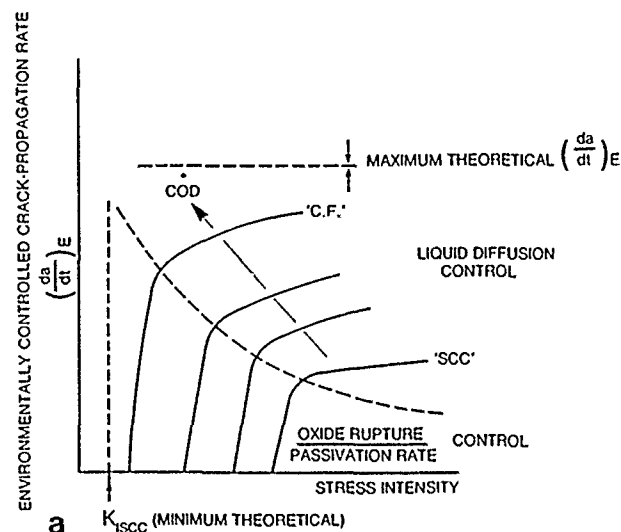 ENVIRONMENTALLY CONTROLLED CRACK-PROPAGATION RATE
(da/dt)E
MAXIMUM THEORETICAL (da/dt)E
COD
'C.F.'
LIQUID DIFFUSION
CONTROL
'SCC'
OXIDE RUPTURE
PASSIVATION RATE
CONTROL
STRESS INTENSITY
a
KISCC (MINIMUM THEORETICAL)